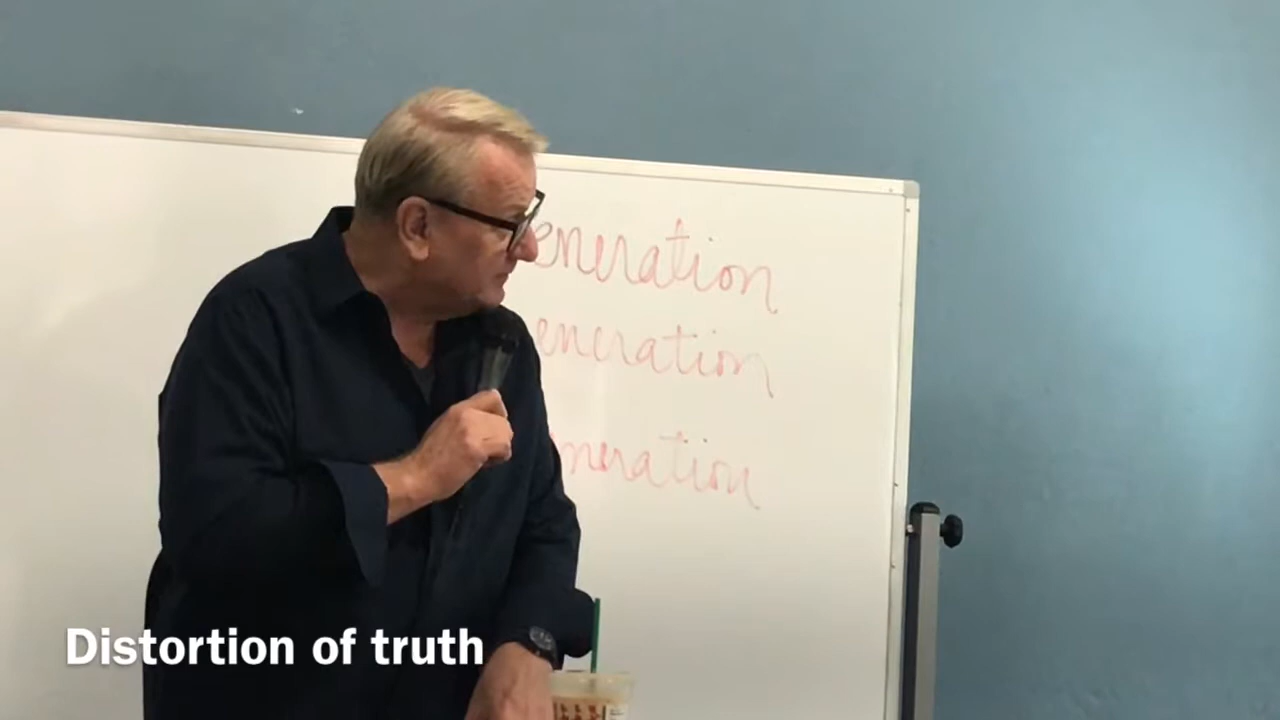 eneration
eneration
neration
Distortion of truth